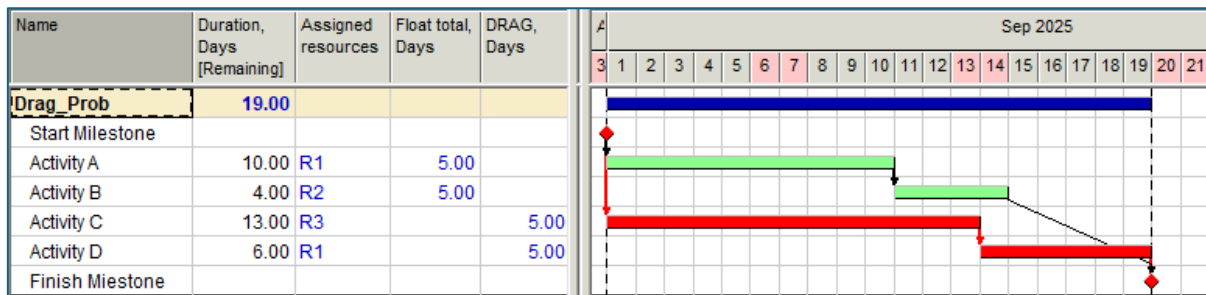 Name Duration, Assigned Float total, DRAG, A Sep 2025
Days resources Days Days
[Remaining] 3 1 2 3 4 5 6 7 8 9 10 11 12 13 14 15 16 17 18 19 20 21
Drag_Prob 19.00
Start Milestone
Activity A 10.00 R1 5.00
Activity B 4.00 R2 5.00
Activity C 13.00 R3 5.00
Activity D 6.00 R1 5.00
Finish Miestone